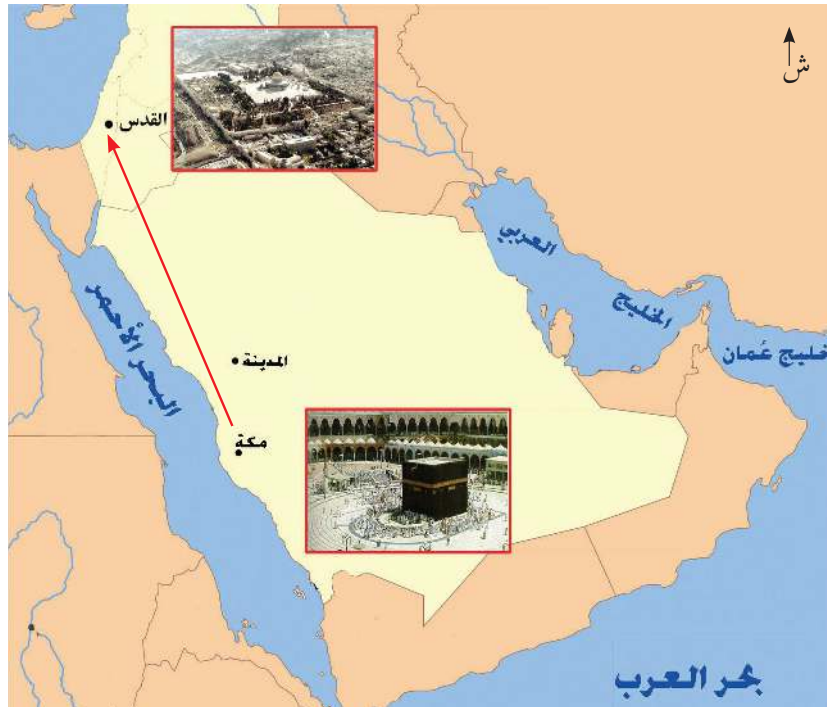 ش
القدس
العربي
الخليج
خليج عُمان
البحر الأحمر
المدينة
مكة
بحر العرب